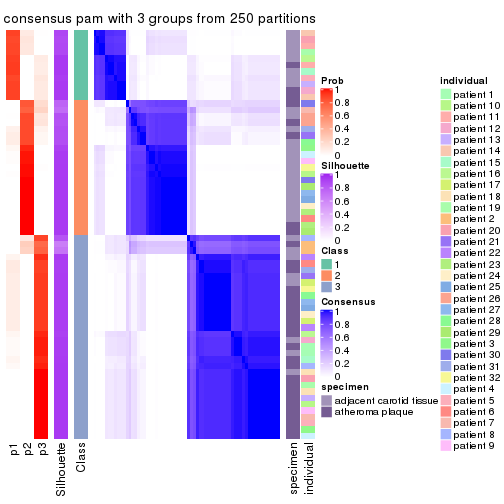 consensus pam with 3 groups from 250 partitions
Prob
1
0.8
0.6
0.4
0.2
0
Silhouette
1
0.8
0.6
0.4
0.2
0
Class
1
2
3
Consensus
1
0.8
0.6
0.4
0.2
0
specimen
adjacent carotid tissue
atheroma plaque
individual
patient 1
patient 10
patient 11
patient 12
patient 13
patient 14
patient 15
patient 16
patient 17
patient 18
patient 19
patient 2
patient 20
patient 21
patient 22
patient 23
patient 24
patient 25
patient 26
patient 27
patient 28
patient 29
patient 3
patient 30
patient 31
patient 32
patient 4
patient 5
patient 6
patient 7
patient 8
patient 9
p1
p2
p3
Silhouette
Class
specimen
individual